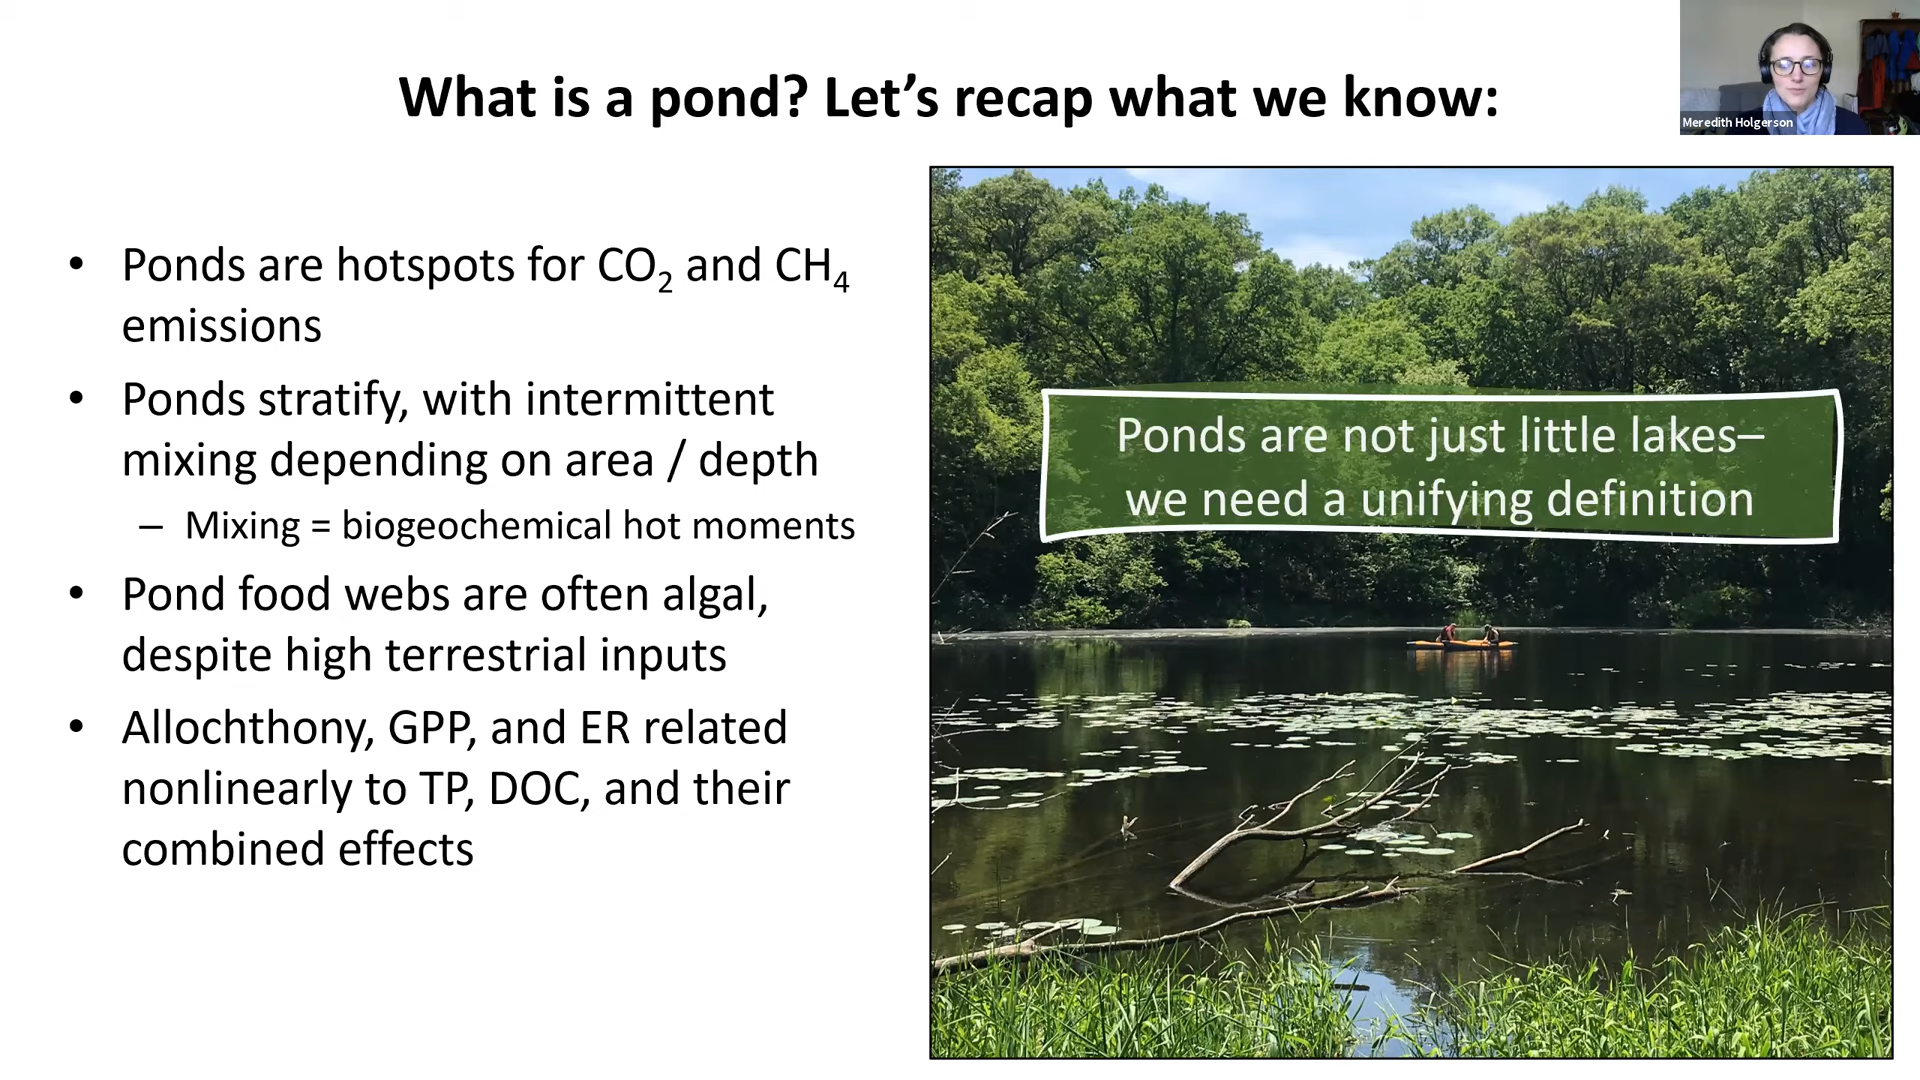 What is a pond? Let’s recap what we know:
Meredith Holgerson
• Ponds are hotspots for CO₂ and CH₄
emissions
• Ponds stratify, with intermittent
mixing depending on area / depth
– Mixing = biogeochemical hot moments
• Pond food webs are often algal,
despite high terrestrial inputs
• Allochthony, GPP, and ER related
nonlinearly to TP, DOC, and their
combined effects
Ponds are not just little lakes–
we need a unifying definition